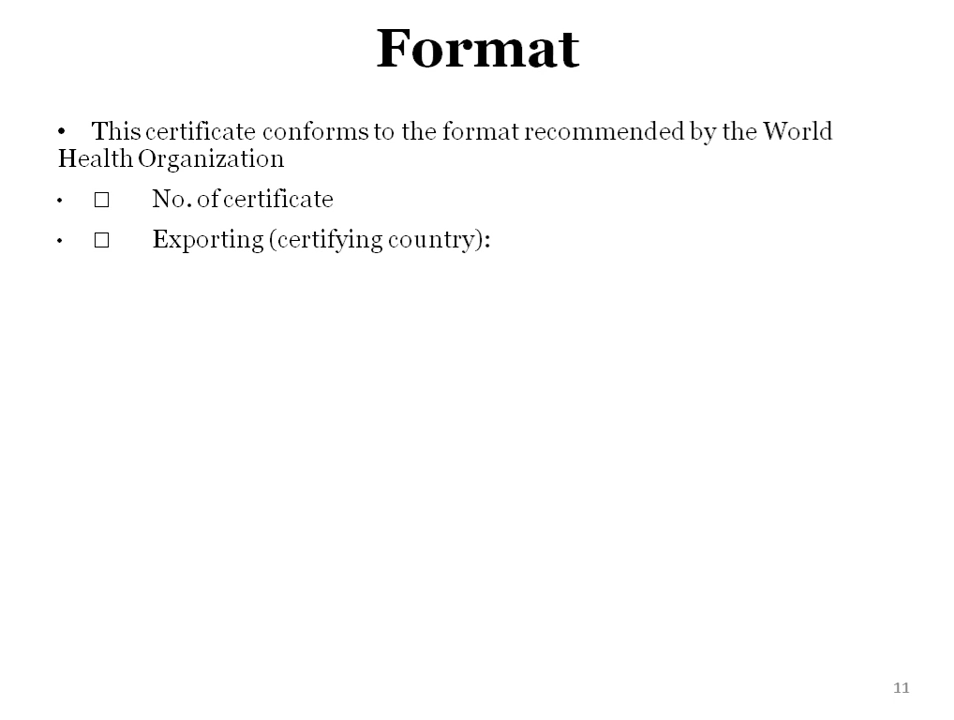 Format
• This certificate conforms to the format recommended by the World
Health Organization
• □ No. of certificate
• □ Exporting (certifying country):
11